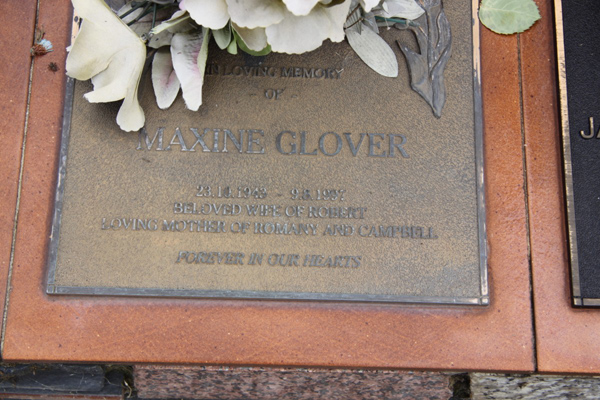 IN LOVING MEMORY
- OF -
MAXINE GLOVER
BELOVED WIFE OF ROBERT
LOVING MOTHER OF ROMANY AND CAMPBELL
FOREVER IN OUR HEARTS
JA